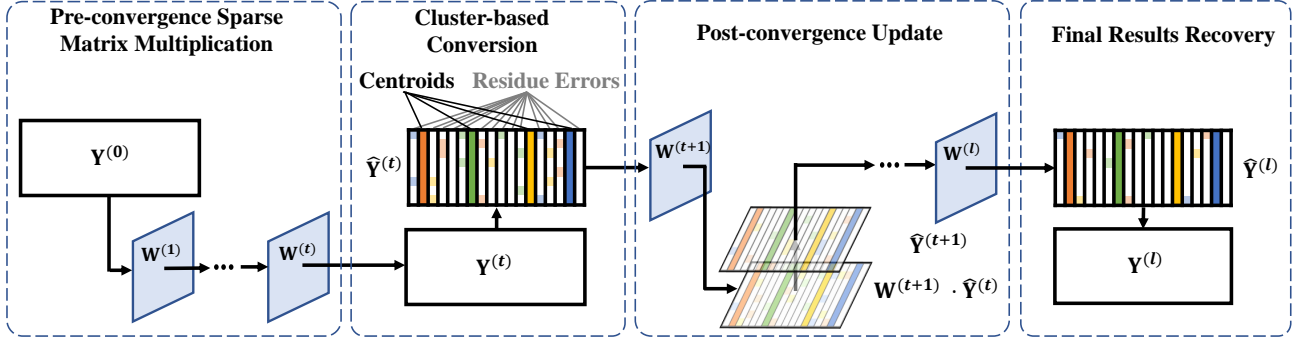 Pre-convergence Sparse
Matrix Multiplication
Y^(0)
W^(1)
...
W^(t)
Cluster-based
Conversion
Centroids Residue Errors
Ŷ^(t)
Y^(t)
Post-convergence Update
W^(t+1)
...
W^(l)
Ŷ^(t+1)
W^(t+1) · Ŷ^(t)
Final Results Recovery
Ŷ^(l)
Y^(l)